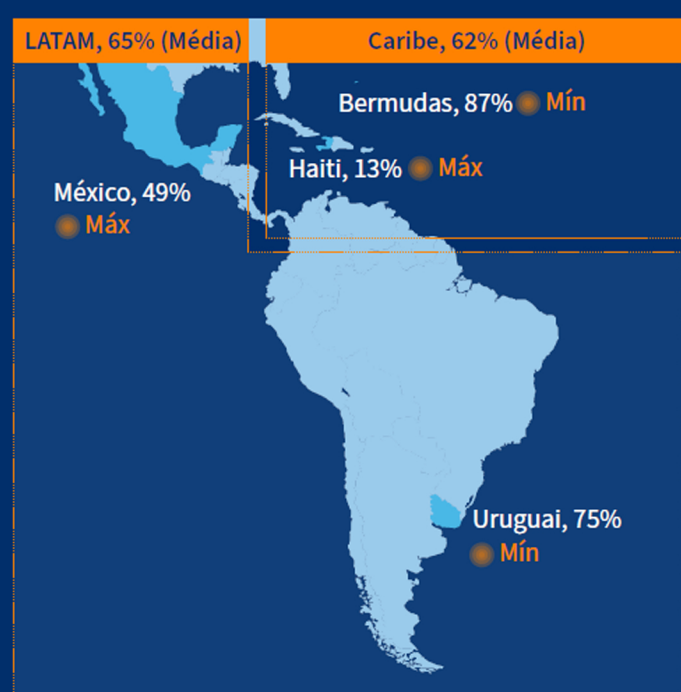 LATAM, 65% (Média)
Caribe, 62% (Média)
Bermudas, 87% Mín
Haiti, 13% Máx
México, 49%
Máx
Uruguai, 75%
Mín